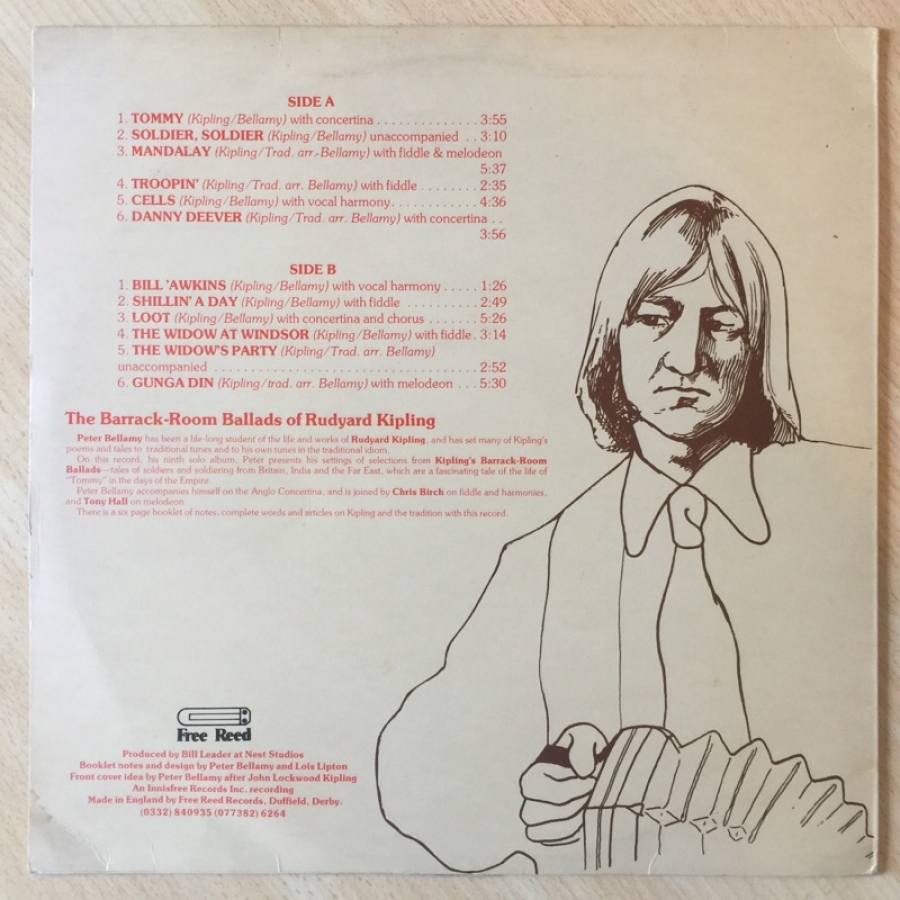 SIDE A
1. TOMMY (Kipling/Bellamy) with concertina . . . . . . . . . . . . . 3:55
2. SOLDIER, SOLDIER (Kipling/Bellamy) unaccompanied . . 3:10
3. MANDALAY (Kipling/Trad. arr. Bellamy) with fiddle & melodeon
5:37
4. TROOPIN' (Kipling/Trad. arr. Bellamy) with fiddle . . . . . . . . 2:35
5. CELLS (Kipling/Bellamy) with vocal harmony. . . . . . . . . . . 4:36
6. DANNY DEEVER (Kipling/Trad. arr. Bellamy) with concertina . .
3:56
SIDE B
1. BILL 'AWKINS (Kipling/Bellamy) with vocal harmony . . . . . 1:26
2. SHILLIN' A DAY (Kipling/Bellamy) with fiddle . . . . . . . . . . 2:49
3. LOOT (Kipling/Bellamy) with concertina and chorus . . . . . . . 5:26
4. THE WIDOW AT WINDSOR (Kipling/Bellamy) with fiddle . 3:14
5. THE WIDOW'S PARTY (Kipling/Trad. arr. Bellamy)
unaccompanied . . . . . . . . . . . . . . . . . . . . . . . . . . . . . . . . . . 2:52
6. GUNGA DIN (Kipling/trad. arr. Bellamy) with melodeon . . . 5:30
The Barrack-Room Ballads of Rudyard Kipling
Peter Bellamy has been a life-long student of the life and works of Rudyard Kipling, and has set many of Kipling's
poems and tales to traditional tunes and to his own tunes in the traditional idiom.
On this record, his ninth solo album, Peter presents his settings of selections from Kipling's Barrack-Room
Ballads—tales of soldiers and soldiering from Britain, India and the Far East, which are a fascinating tale of the life of
"Tommy" in the days of the Empire.
Peter Bellamy accompanies himself on the Anglo Concertina, and is joined by Chris Birch on fiddle and harmonies,
and Tony Hall on melodeon.
There is a six page booklet of notes, complete words and articles on Kipling and the tradition with this record.
Free Reed
Produced by Bill Leader at Nest Studios
Booklet notes and design by Peter Bellamy and Lois Lipton
Front cover idea by Peter Bellamy after John Lockwood Kipling
An Innisfree Records Inc. recording
Made in England by Free Reed Records, Duffield, Derby.
(0332) 840935 (077382) 6264